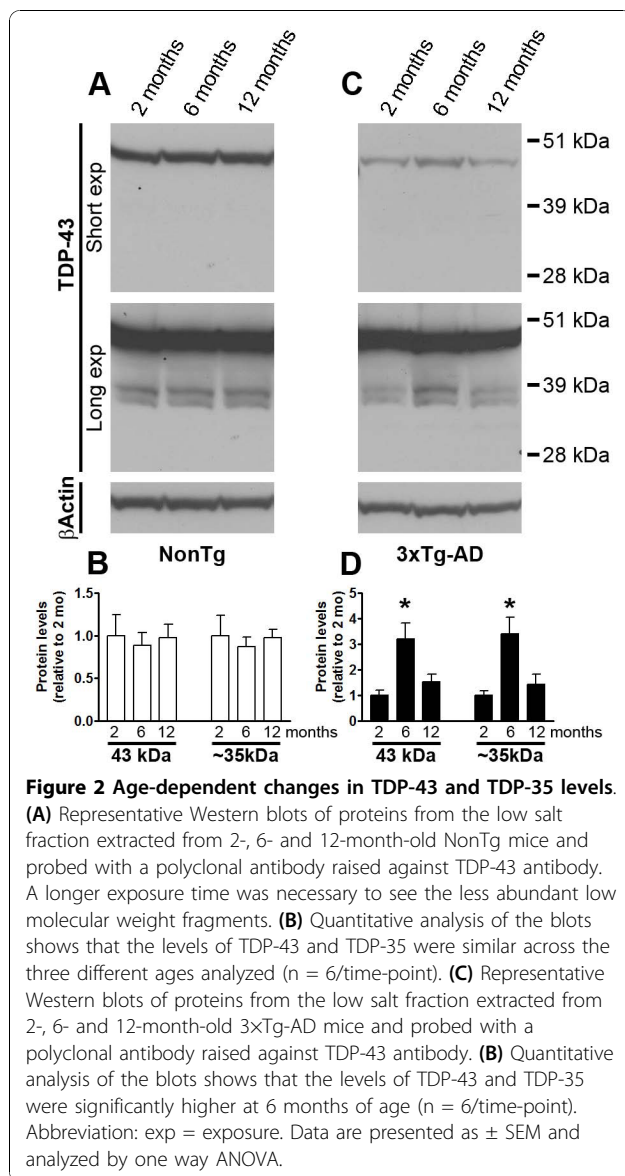 A
2 months
6 months
12 months
C
2 months
6 months
12 months
TDP-43
Short exp
51 kDa
39 kDa
28 kDa
Long exp
51 kDa
39 kDa
28 kDa
βActin
NonTg
3xTg-AD
B
Protein levels
(relative to 2 mo)
1.5
1.0
0.5
0.0
2 6 12 2 6 12 months
43 kDa ~35kDa
D
Protein levels
(relative to 2 mo)
5
4
3
2
1
0
* *
2 6 12 2 6 12 months
43 kDa ~35kDa
Figure 2 Age-dependent changes in TDP-43 and TDP-35 levels.
(A) Representative Western blots of proteins from the low salt
fraction extracted from 2-, 6- and 12-month-old NonTg mice and
probed with a polyclonal antibody raised against TDP-43 antibody.
A longer exposure time was necessary to see the less abundant low
molecular weight fragments. (B) Quantitative analysis of the blots
shows that the levels of TDP-43 and TDP-35 were similar across the
three different ages analyzed (n = 6/time-point). (C) Representative
Western blots of proteins from the low salt fraction extracted from
2-, 6- and 12-month-old 3×Tg-AD mice and probed with a
polyclonal antibody raised against TDP-43 antibody. (B) Quantitative
analysis of the blots shows that the levels of TDP-43 and TDP-35
were significantly higher at 6 months of age (n = 6/time-point).
Abbreviation: exp = exposure. Data are presented as ± SEM and
analyzed by one way ANOVA.